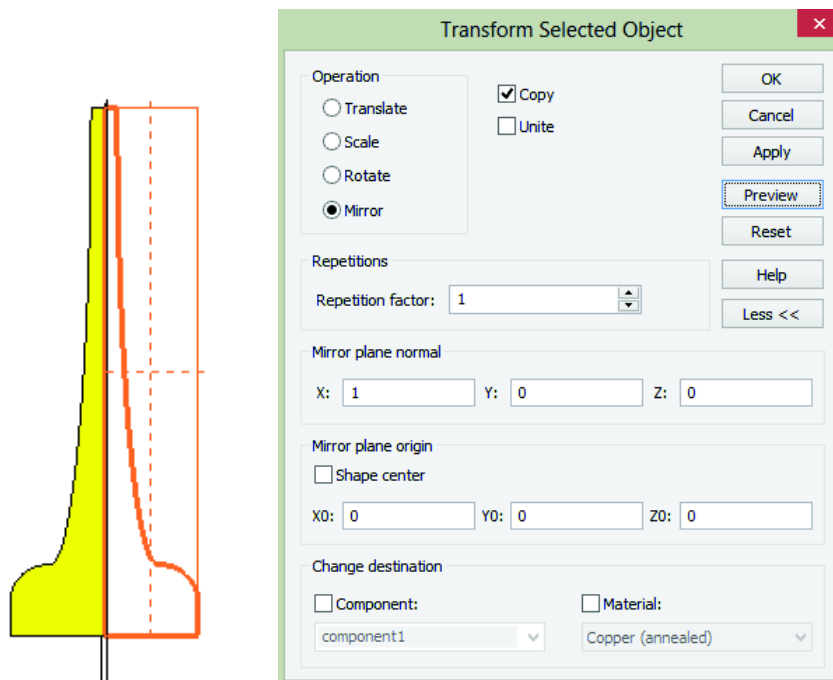 Transform Selected Object
Operation
Translate
Scale
Rotate
Mirror
Copy
Unite
OK
Cancel
Apply
Preview
Reset
Help
Less <<
Repetitions
Repetition factor: 1
Mirror plane normal
X: 1 Y: 0 Z: 0
Mirror plane origin
Shape center
X0: 0 Y0: 0 Z0: 0
Change destination
Component: Material:
component1 Copper (annealed)